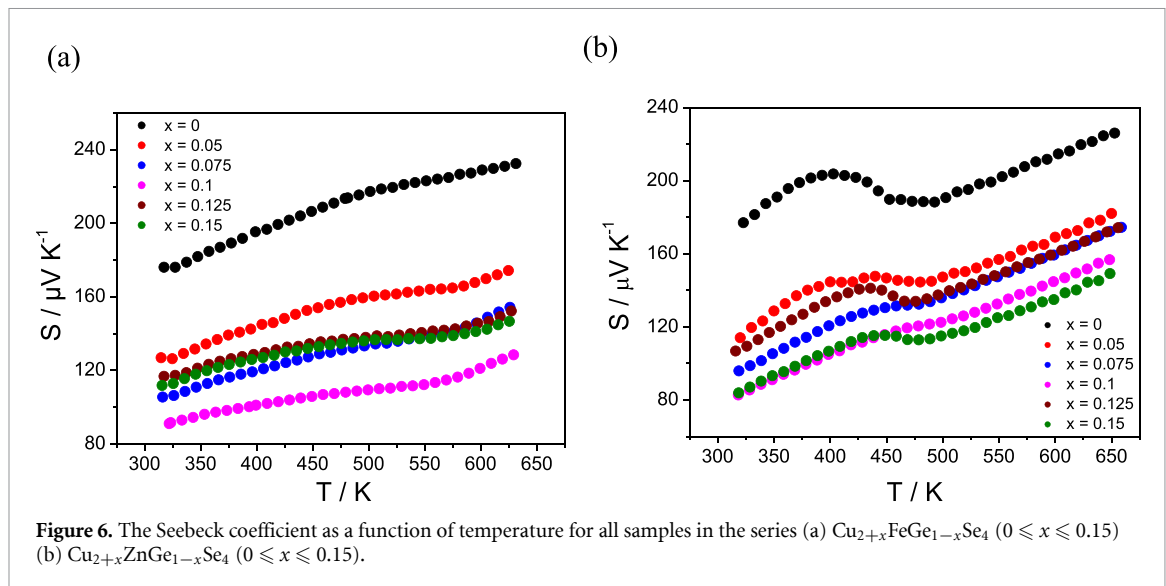 (a)
(b)
x = 0
x = 0.05
x = 0.075
x = 0.1
x = 0.125
x = 0.15
S / µV K⁻¹
240
200
160
120
80
300 350 400 450 500 550 600 650
T / K
S / µV K⁻¹
240
200
160
120
80
x = 0
x = 0.05
x = 0.075
x = 0.1
x = 0.125
x = 0.15
300 350 400 450 500 550 600 650
T / K
Figure 6. The Seebeck coefficient as a function of temperature for all samples in the series (a) Cu₂₊ₓFeGe₁₋ₓSe₄ (0 ⩽ x ⩽ 0.15)
(b) Cu₂₊ₓZnGe₁₋ₓSe₄ (0 ⩽ x ⩽ 0.15).